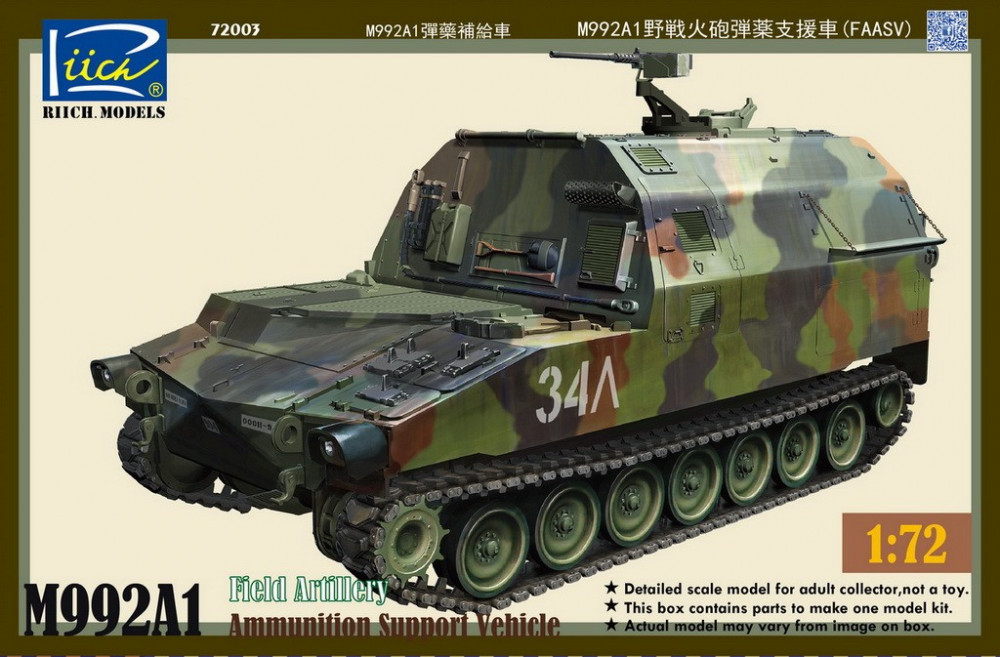 Riich®
RIICH. MODELS
72003
M992A1彈藥補給車
M992A1野戦火砲弾薬支援車(FAASV)
34Λ
1:72
M992A1
Field Artillery
Ammunition Support Vehicle
★ Detailed scale model for adult collector,not a toy.
★ This box contains parts to make one model kit.
★ Actual model may vary from image on box.